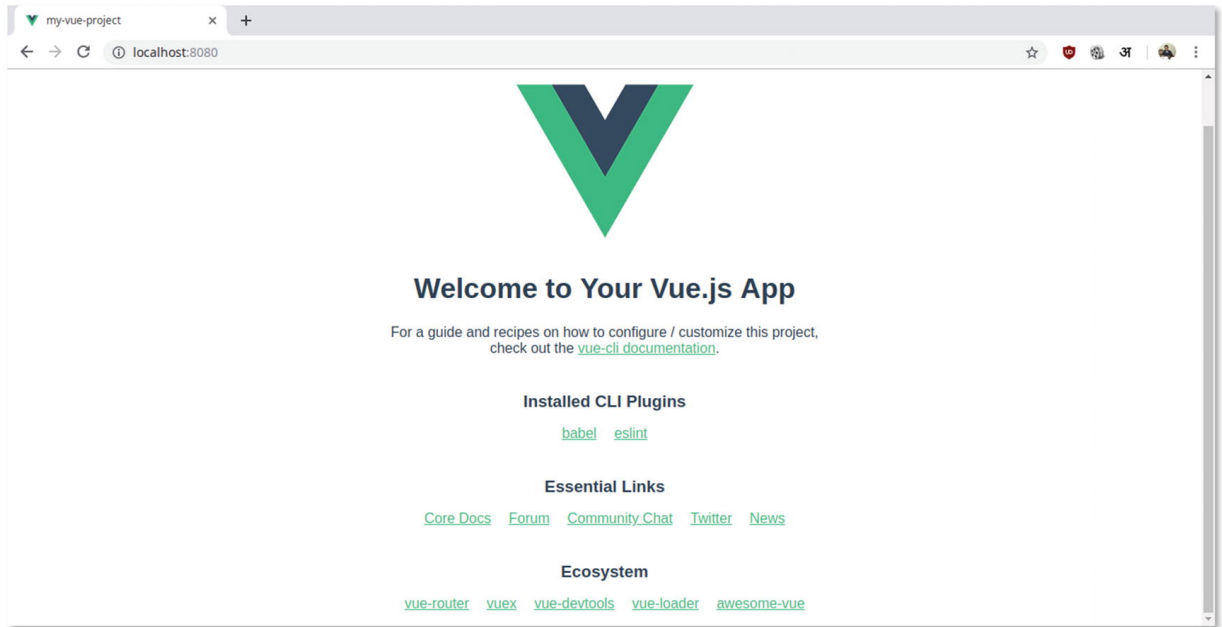 my-vue-project
localhost:8080
अ
Welcome to Your Vue.js App
For a guide and recipes on how to configure / customize this project,
check out the vue-cli documentation.
Installed CLI Plugins
babel eslint
Essential Links
Core Docs Forum Community Chat Twitter News
Ecosystem
vue-router vuex vue-devtools vue-loader awesome-vue